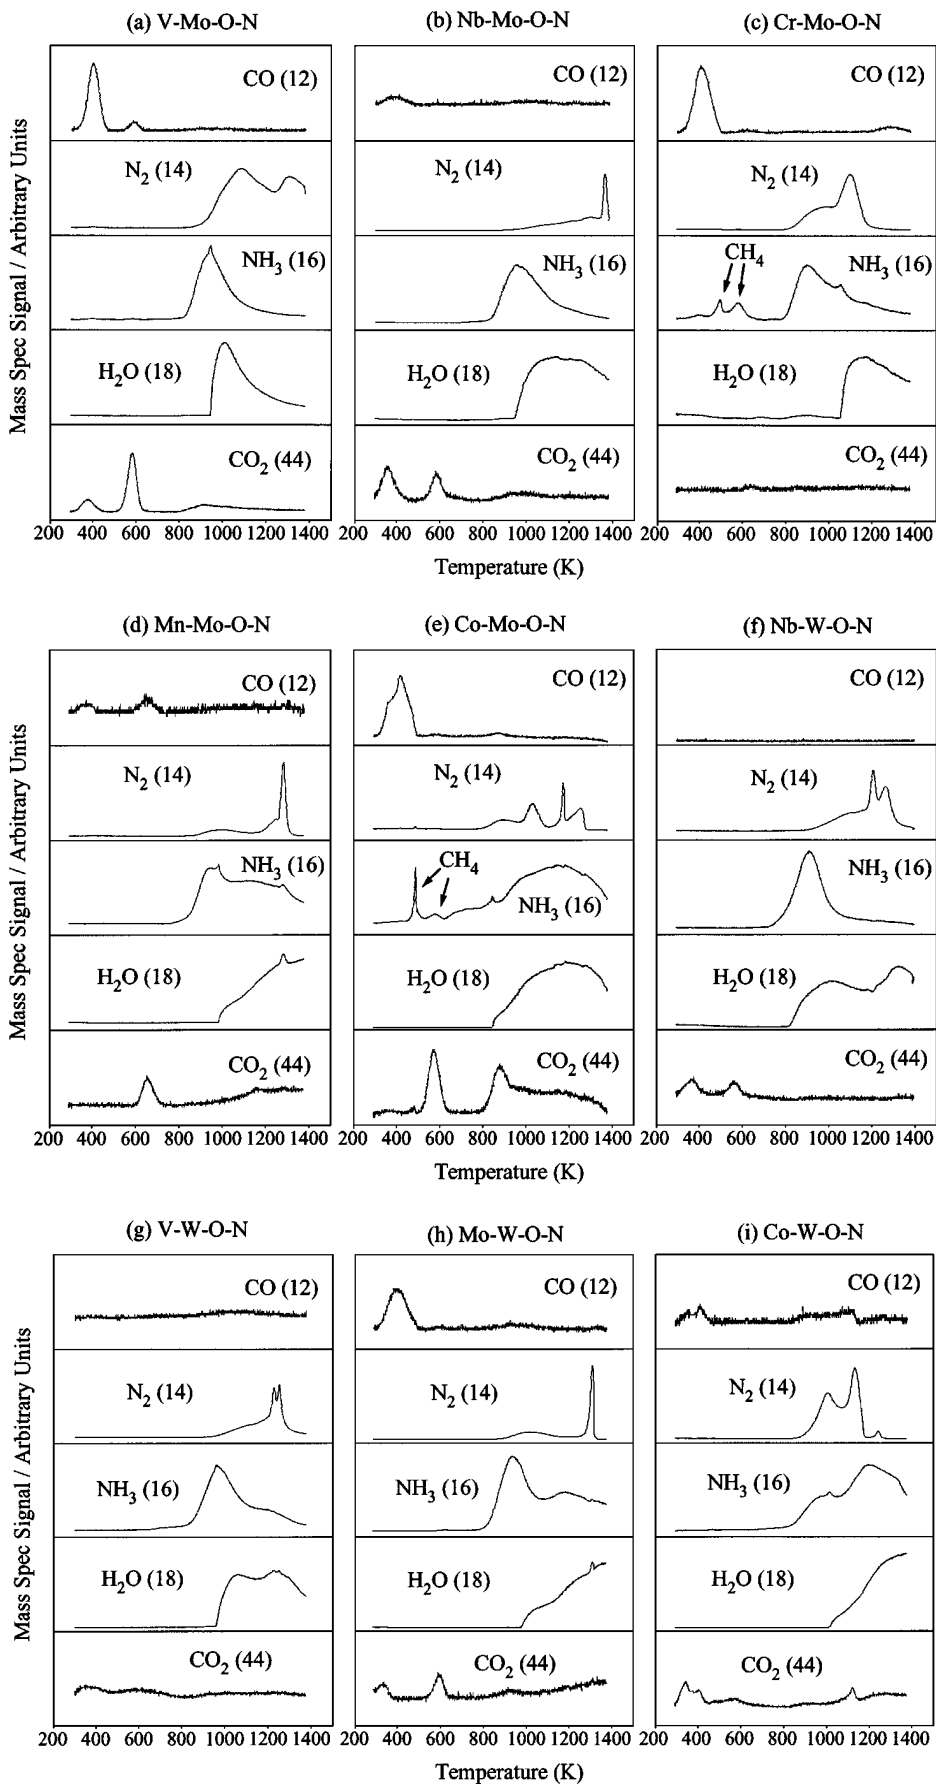 (a) V-Mo-O-N
(b) Nb-Mo-O-N
(c) Cr-Mo-O-N
Mass Spec Signal / Arbitrary Units
CO (12)
N2 (14)
NH3 (16)
H2O (18)
CO2 (44)
CO (12)
N2 (14)
NH3 (16)
H2O (18)
CO2 (44)
CO (12)
N2 (14)
CH4
NH3 (16)
H2O (18)
CO2 (44)
200 400 600 800 1000 1200 1400
200 400 600 800 1000 1200 1400
200 400 600 800 1000 1200 1400
Temperature (K)
(d) Mn-Mo-O-N
(e) Co-Mo-O-N
(f) Nb-W-O-N
Mass Spec Signal / Arbitrary Units
CO (12)
N2 (14)
NH3 (16)
H2O (18)
CO2 (44)
CO (12)
N2 (14)
CH4
NH3 (16)
H2O (18)
CO2 (44)
CO (12)
N2 (14)
NH3 (16)
H2O (18)
CO2 (44)
200 400 600 800 1000 1200 1400
200 400 600 800 1000 1200 1400
200 400 600 800 1000 1200 1400
Temperature (K)
(g) V-W-O-N
(h) Mo-W-O-N
(i) Co-W-O-N
Mass Spec Signal / Arbitrary Units
CO (12)
N2 (14)
NH3 (16)
H2O (18)
CO2 (44)
CO (12)
N2 (14)
NH3 (16)
H2O (18)
CO2 (44)
CO (12)
N2 (14)
NH3 (16)
H2O (18)
CO2 (44)
200 400 600 800 1000 1200 1400
200 400 600 800 1000 1200 1400
200 400 600 800 1000 1200 1400
Temperature (K)